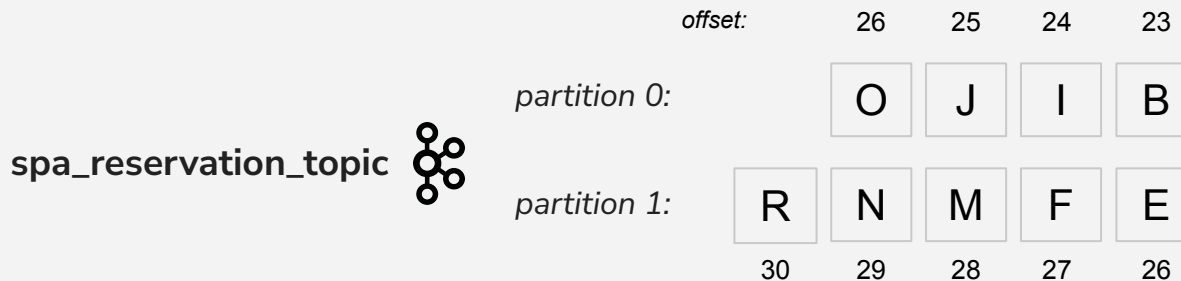 offset: 26 25 24 23
partition 0: O J I B
spa_reservation_topic
partition 1: R N M F E
30 29 28 27 26